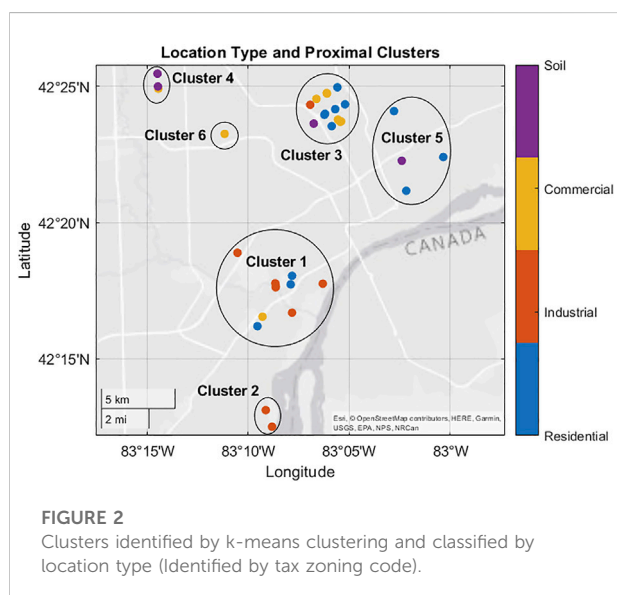 Location Type and Proximal Clusters
42°25'N
42°20'N
42°15'N
Latitude
Cluster 4
Cluster 6
Cluster 3
Cluster 5
Cluster 1
Cluster 2
CANADA
5 km
2 mi
Esri, © OpenStreetMap contributors, HERE, Garmin,
USGS, EPA, NPS, NRCan
83°15'W
83°10'W
83°05'W
83°W
Longitude
Soil
Commercial
Industrial
Residential
FIGURE 2
Clusters identified by k-means clustering and classified by
location type (Identified by tax zoning code).